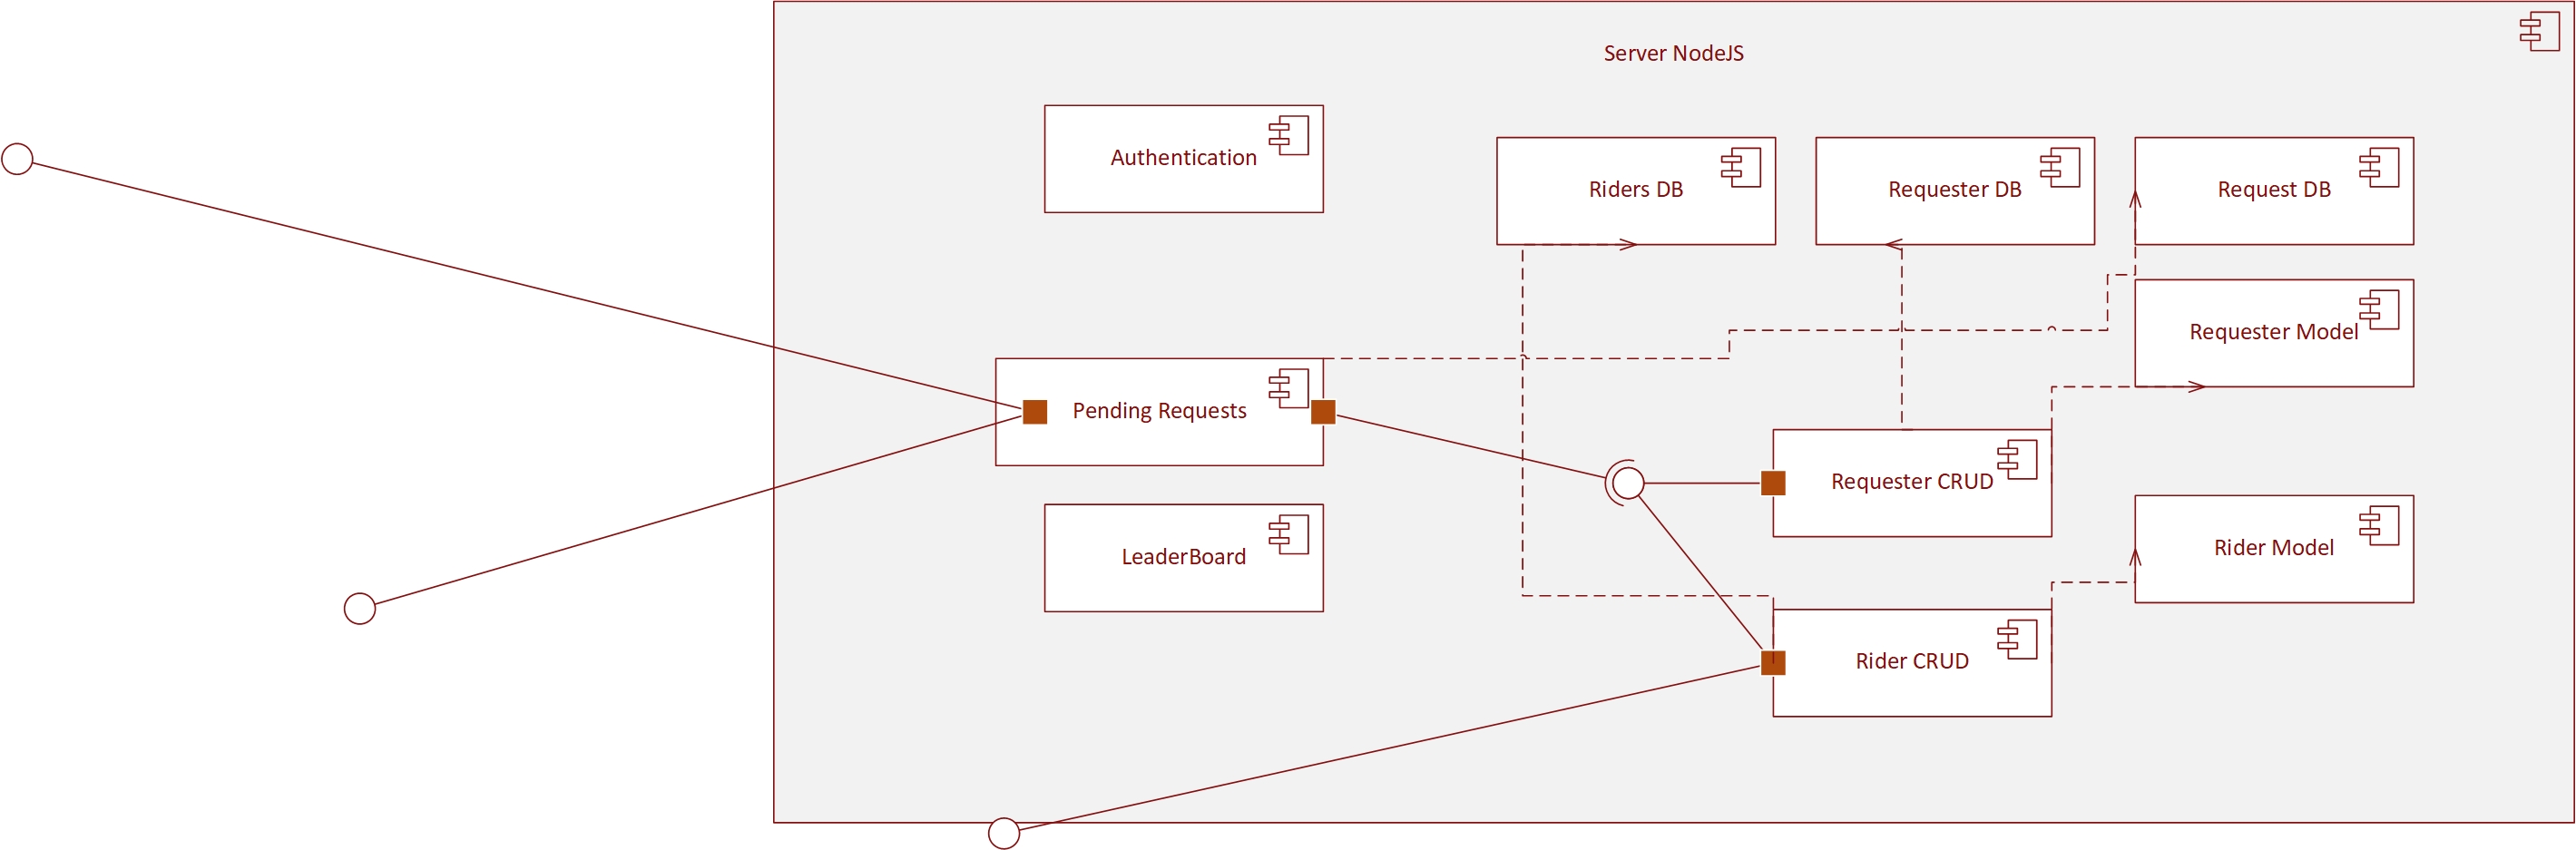 Server NodeJS
Authentication
Riders DB
Requester DB
Request DB
Requester Model
Pending Requests
Requester CRUD
LeaderBoard
Rider Model
Rider CRUD